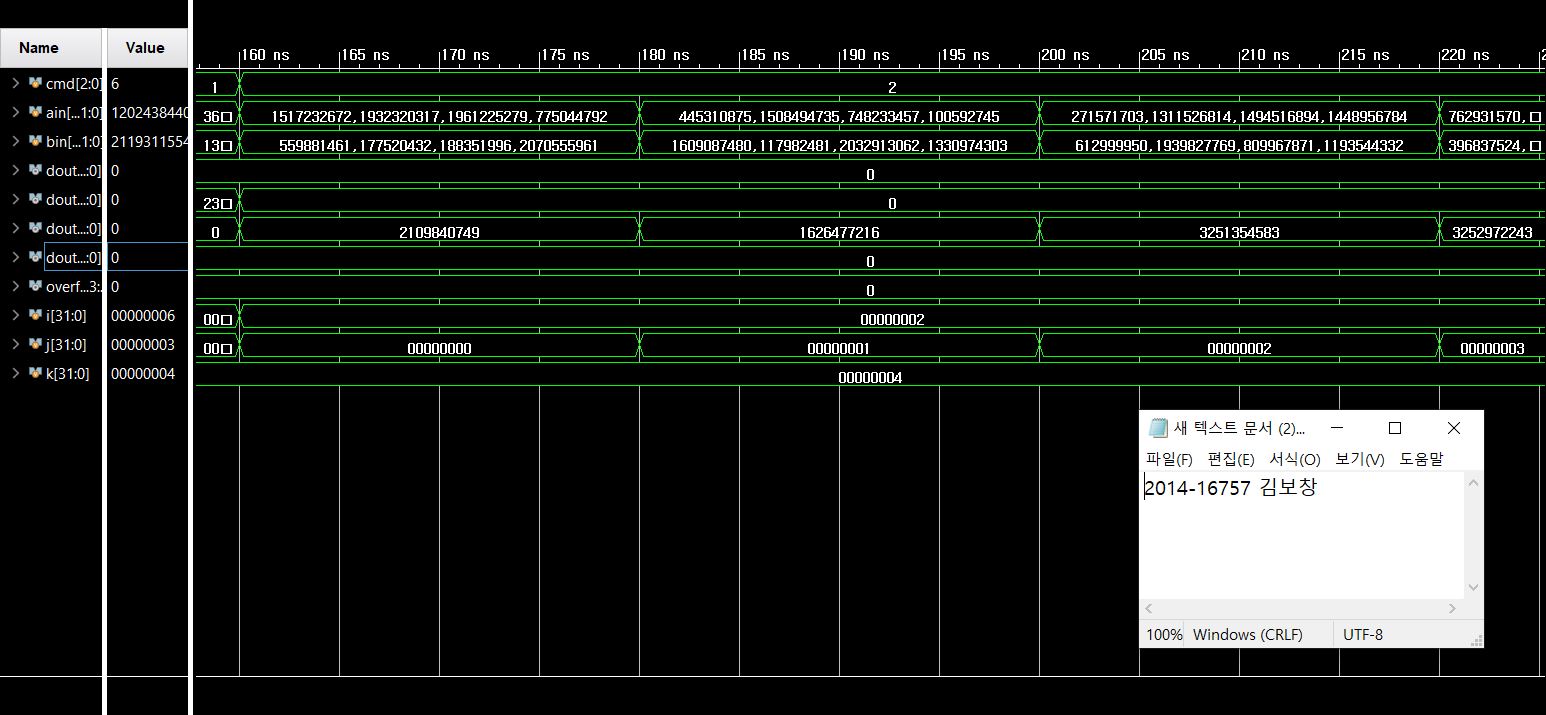 Name Value
160 ns 165 ns 170 ns 175 ns 180 ns 185 ns 190 ns 195 ns 200 ns 205 ns 210 ns 215 ns 220 ns
cmd[2:0] 6 1 2
ain[...1:0] 1202438440 36□ 1517232672,1932320317,1961225279,775044792 445310875,1508494735,748233457,100592745 271571703,1311526814,1494516894,1448956784 762931570,□
bin[...1:0] 2119311554 13□ 559881461,177520432,188351996,2070555961 1609087480,117982481,2032913062,1330974303 612999950,1939827769,809967871,1193544332 396837524,□
dout...:0] 0 0
dout...:0] 0 23□ 0
dout...:0] 0 0 2109840749 1626477216 3251354583 3252972243
dout...:0] 0 0
overf...3:. 0 0
i[31:0] 00000006 00□ 00000002
j[31:0] 00000003 00□ 00000000 00000001 00000002 00000003
k[31:0] 00000004 00000004
새 텍스트 문서 (2)...
파일(F) 편집(E) 서식(O) 보기(V) 도움말
2014-16757 김보창
100% Windows (CRLF) UTF-8